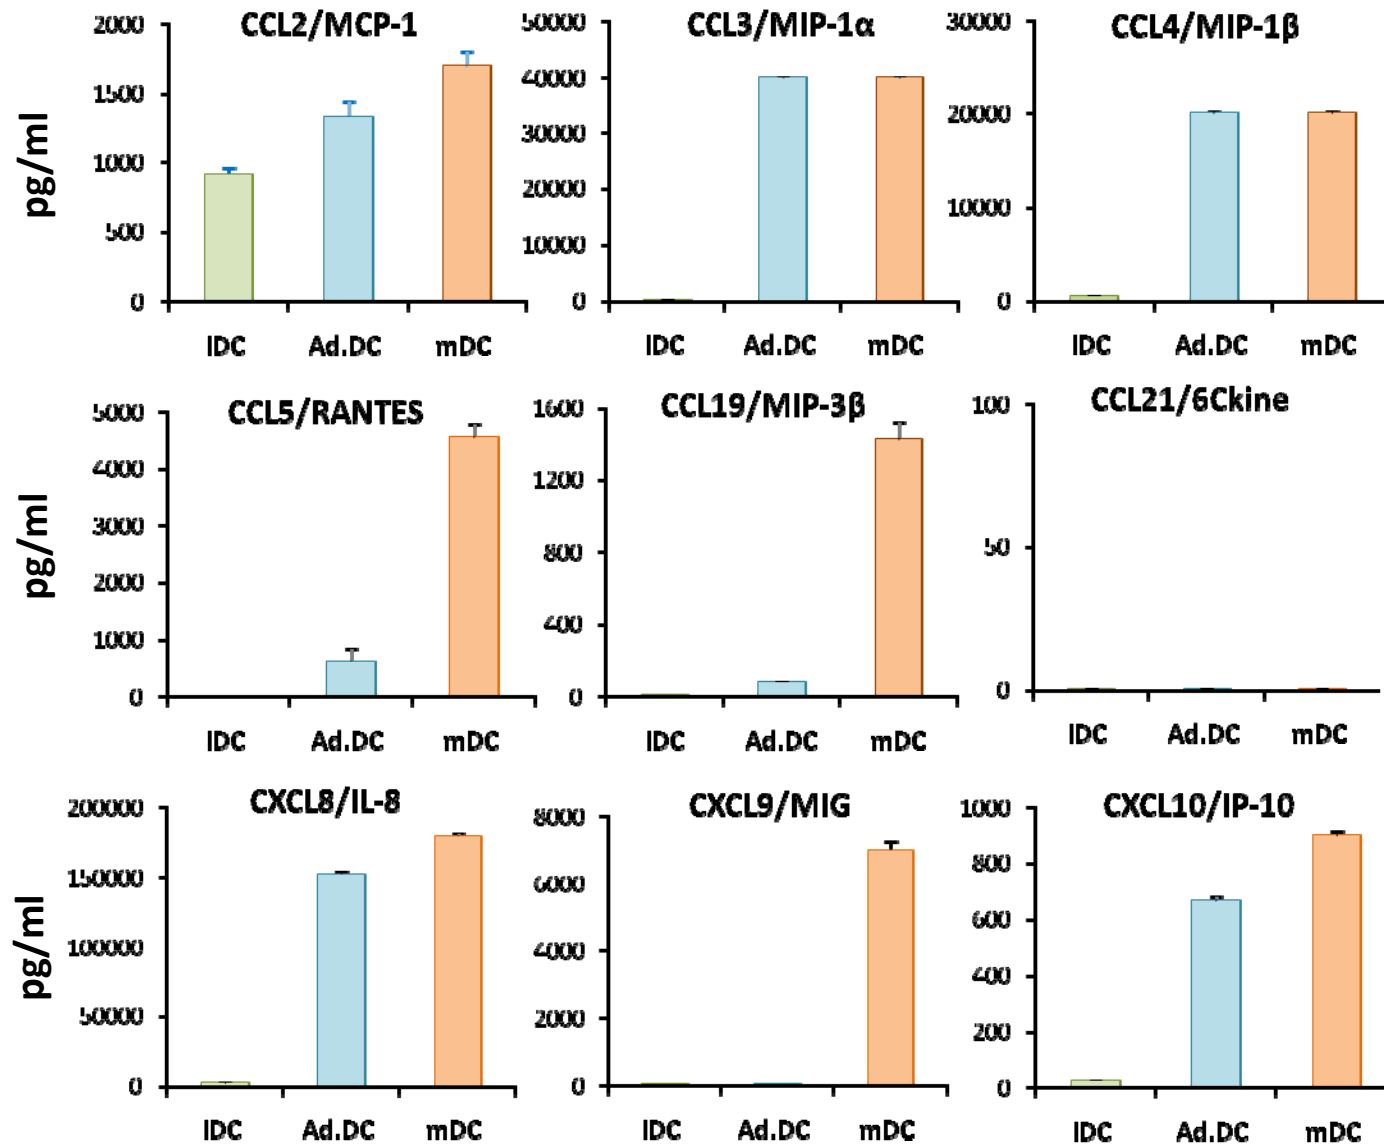 CCL2/MCP-1
CCL3/MIP-1α
CCL4/MIP-1β
pg/ml
2000
1500
1000
500
0
IDC Ad.DC mDC
50000
40000
30000
20000
10000
0
IDC Ad.DC mDC
30000
20000
10000
0
IDC Ad.DC mDC
CCL5/RANTES
CCL19/MIP-3β
CCL21/6Ckine
pg/ml
5000
4000
3000
2000
1000
0
IDC Ad.DC mDC
1600
1200
800
400
0
IDC Ad.DC mDC
100
50
0
IDC Ad.DC mDC
CXCL8/IL-8
CXCL9/MIG
CXCL10/IP-10
pg/ml
200000
150000
100000
50000
0
IDC Ad.DC mDC
8000
6000
4000
2000
0
IDC Ad.DC mDC
1000
800
600
400
200
0
IDC Ad.DC mDC